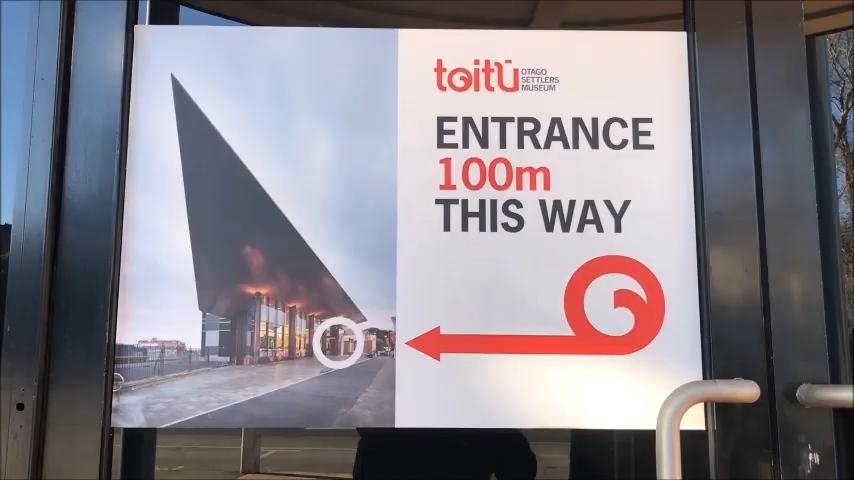 toitū
OTAGO
SETTLERS
MUSEUM
ENTRANCE
100m
THIS WAY